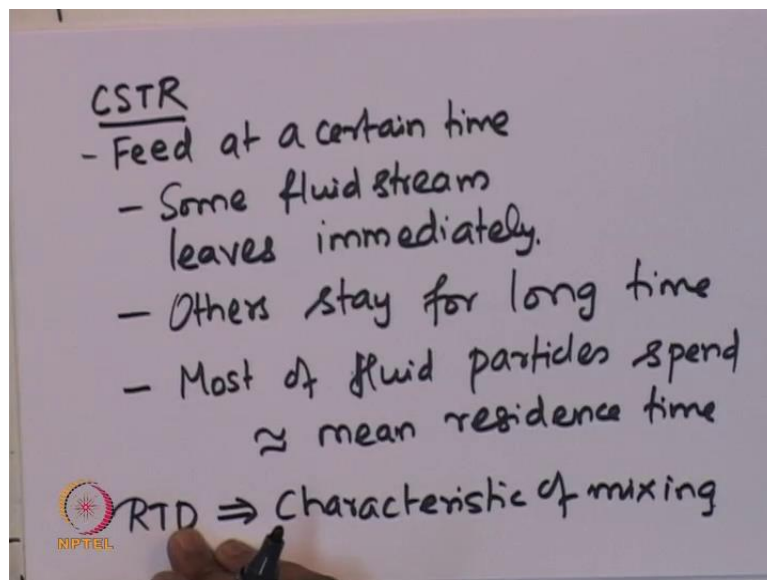 CSTR
- Feed at a certain time
- Some fluid stream
leaves immediately.
- Others stay for long time
- Most of fluid particles spend
≈ mean residence time
RTD ⇒ Characteristic of mixing
NPTEL